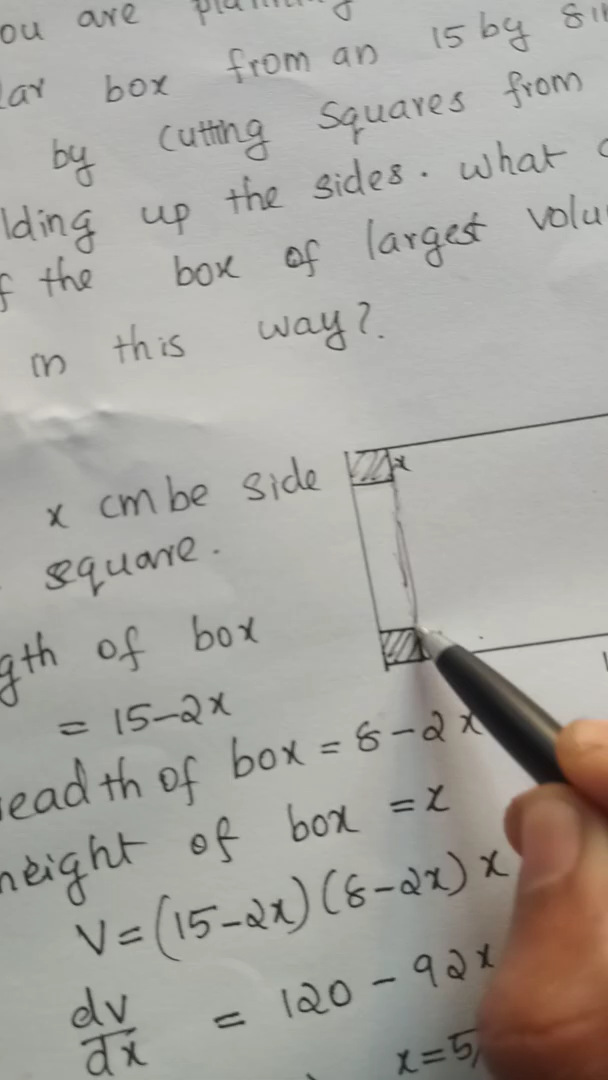 ou are
lar box from an 15 by
by cutting squares from
lding up the sides. what
f the box of largest volu
in this way?.
x
x cm be side
square.
gth of box
= 15-2x
readth of box = 8-2x
height of box = x
V = (15-2x)(8-2x) x
dv/dx = 120 - 92x
x=5,